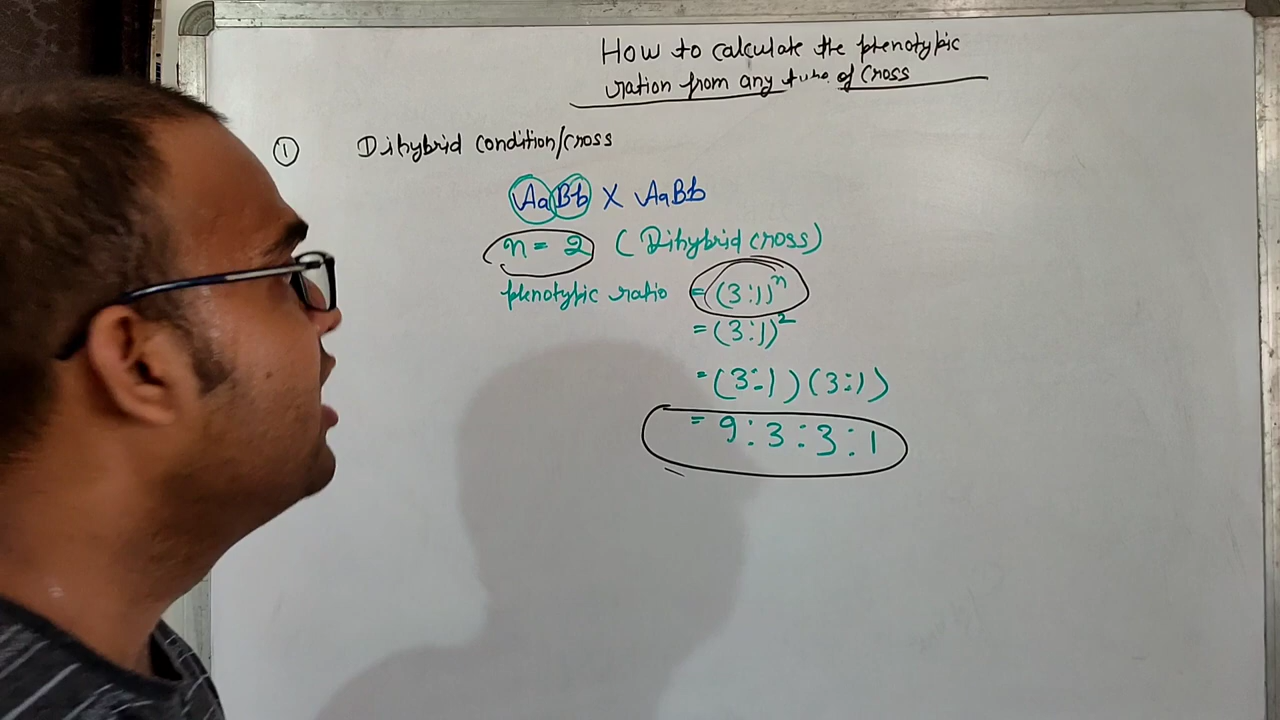 How to calculate the phenotypic
ration from any of Cross
① Dihybrid condition/cross
AaBb X AaBb
n = 2 (Dihybrid cross)
phenotypic ratio = (3:1)ⁿ
= (3:1)²
= (3:1) (3:1)
= 9:3:3:1